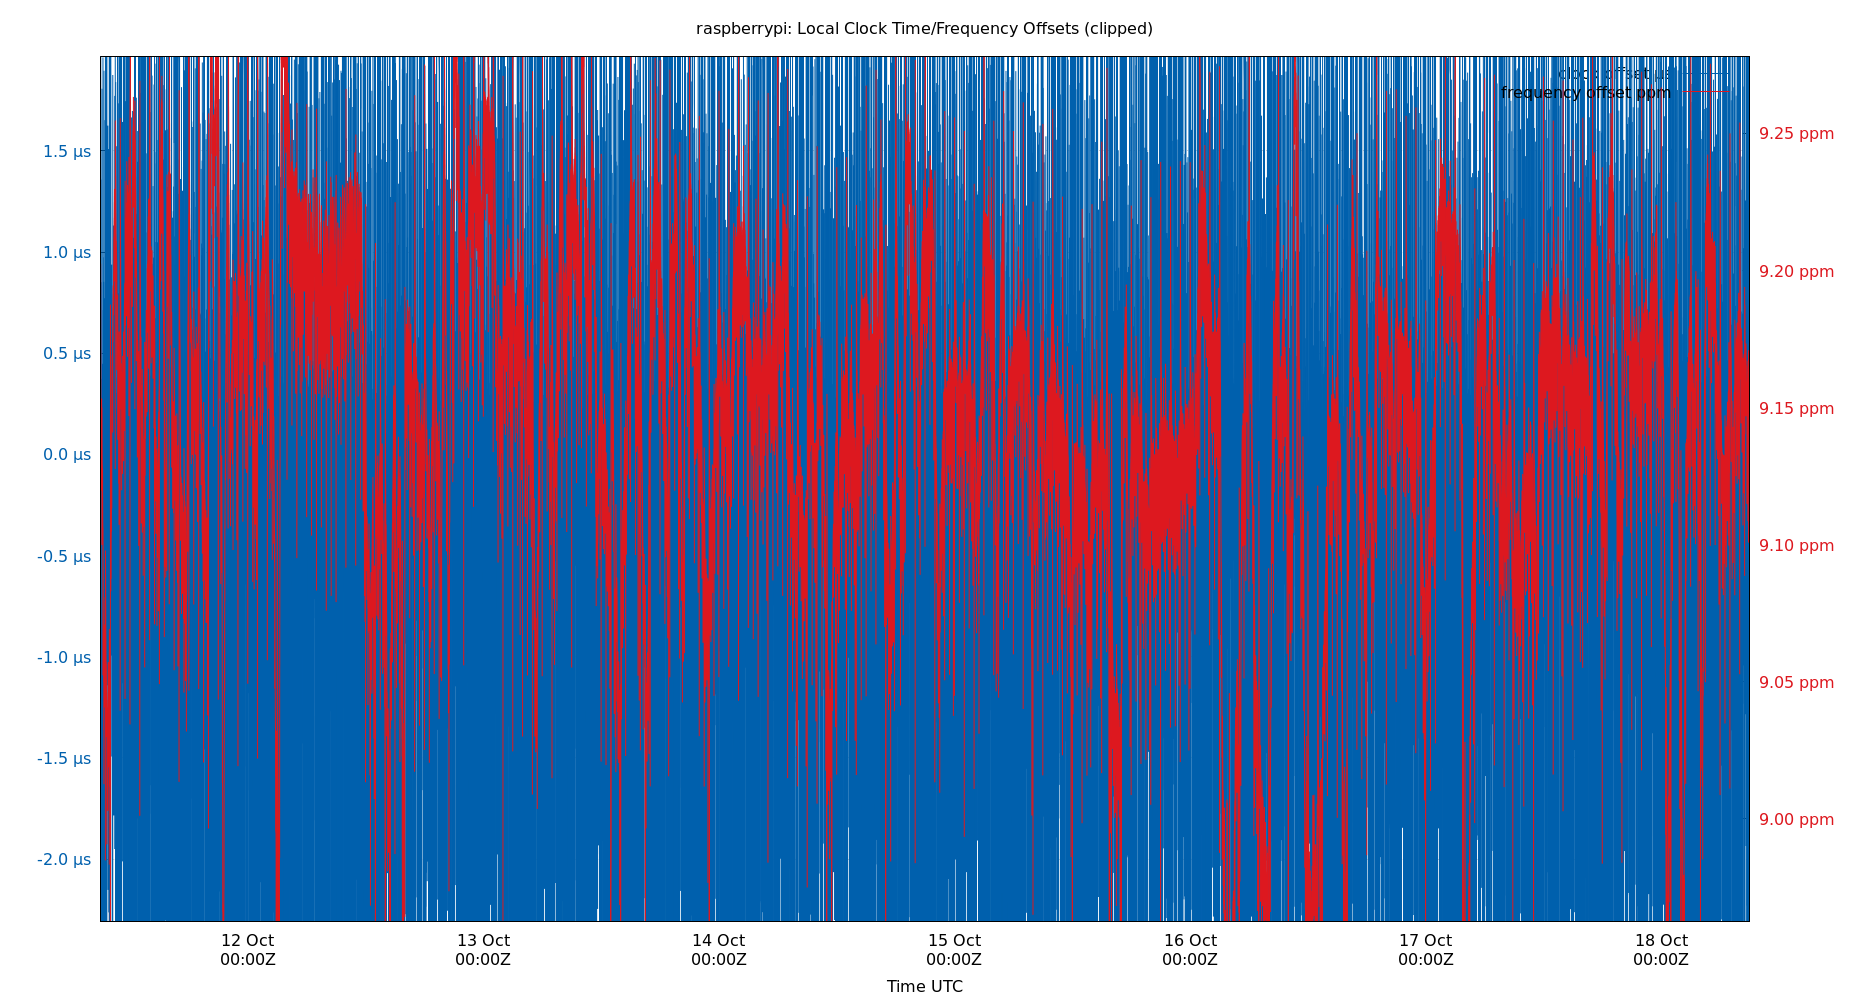 raspberrypi: Local Clock Time/Frequency Offsets (clipped)
clock offset µs
frequency offset ppm
1.5 µs
1.0 µs
0.5 µs
0.0 µs
-0.5 µs
-1.0 µs
-1.5 µs
-2.0 µs
9.25 ppm
9.20 ppm
9.15 ppm
9.10 ppm
9.05 ppm
9.00 ppm
12 Oct
00:00Z
13 Oct
00:00Z
14 Oct
00:00Z
15 Oct
00:00Z
16 Oct
00:00Z
17 Oct
00:00Z
18 Oct
00:00Z
Time UTC